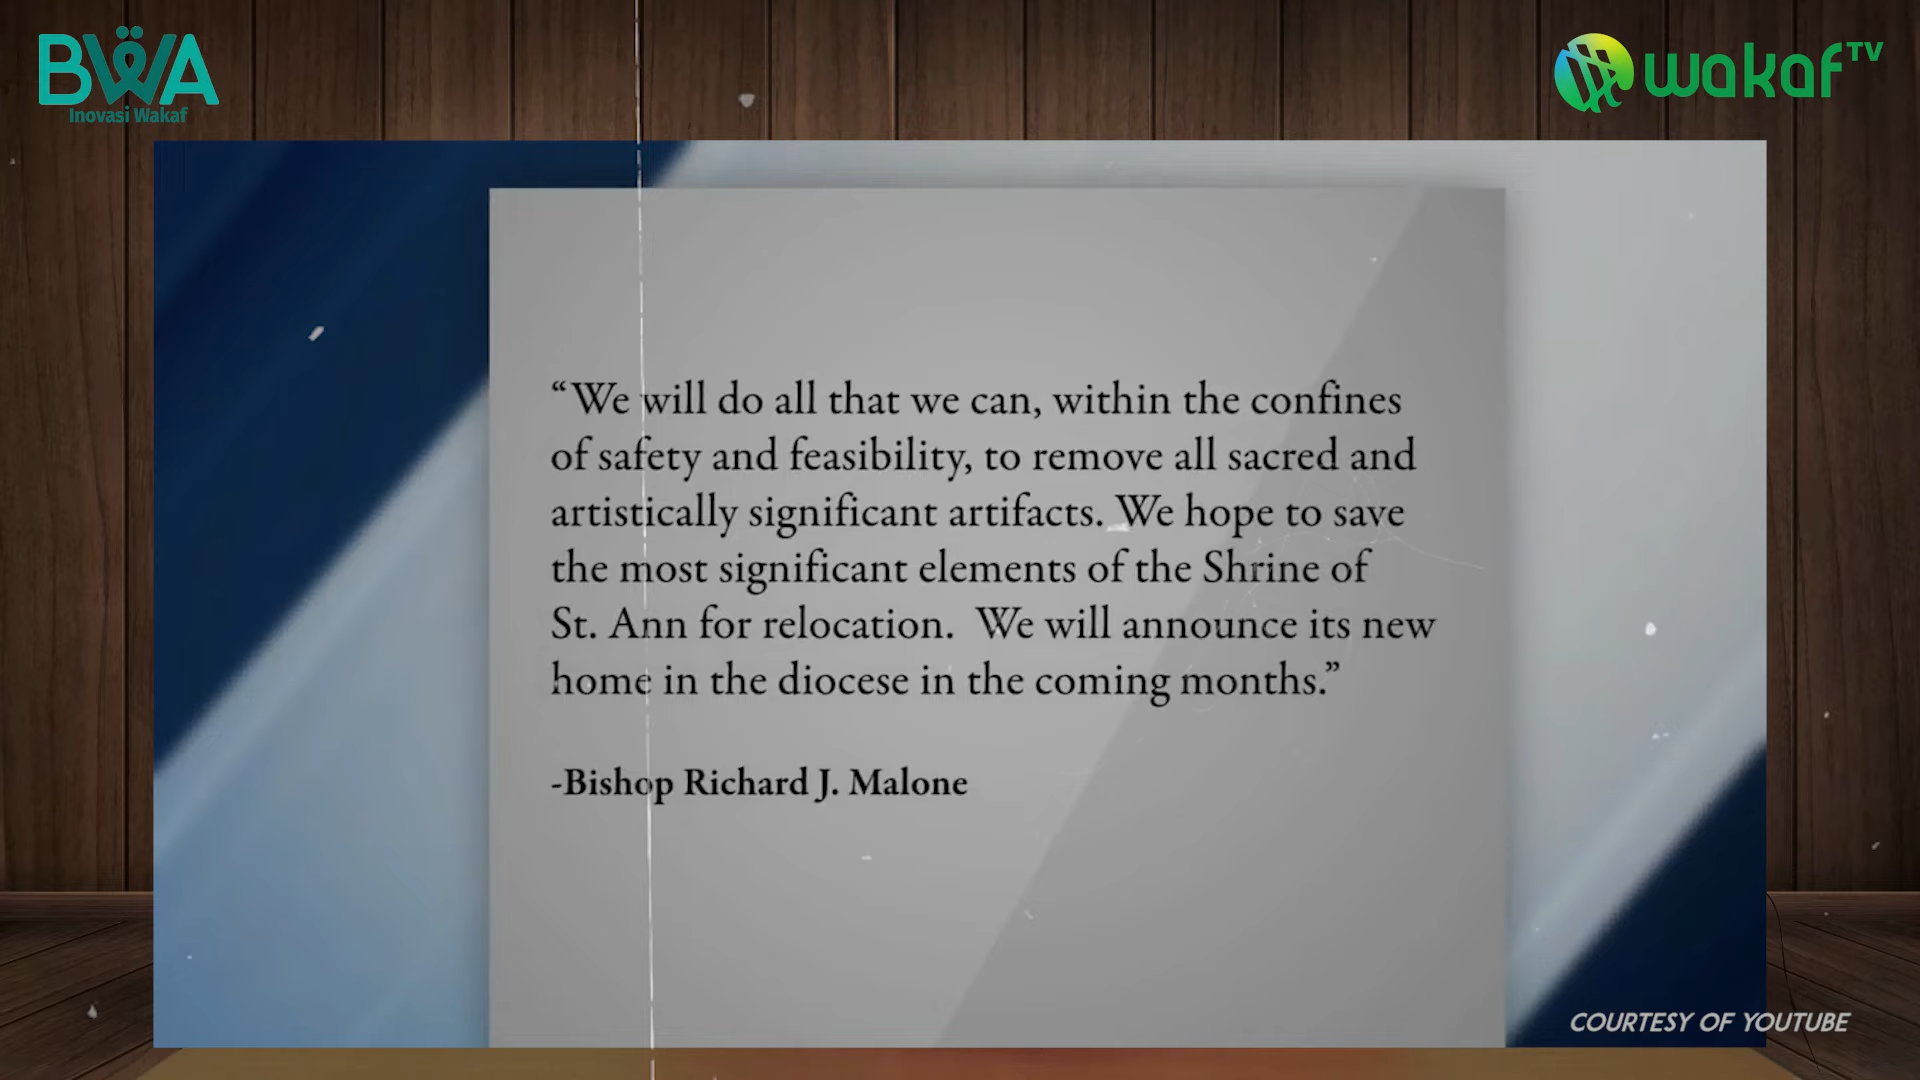 BWA
Inovasi Wakaf
wakaf TV
“We will do all that we can, within the confines
of safety and feasibility, to remove all sacred and
artistically significant artifacts. We hope to save
the most significant elements of the Shrine of
St. Ann for relocation.  We will announce its new
home in the diocese in the coming months.”
-Bishop Richard J. Malone
COURTESY OF YOUTUBE